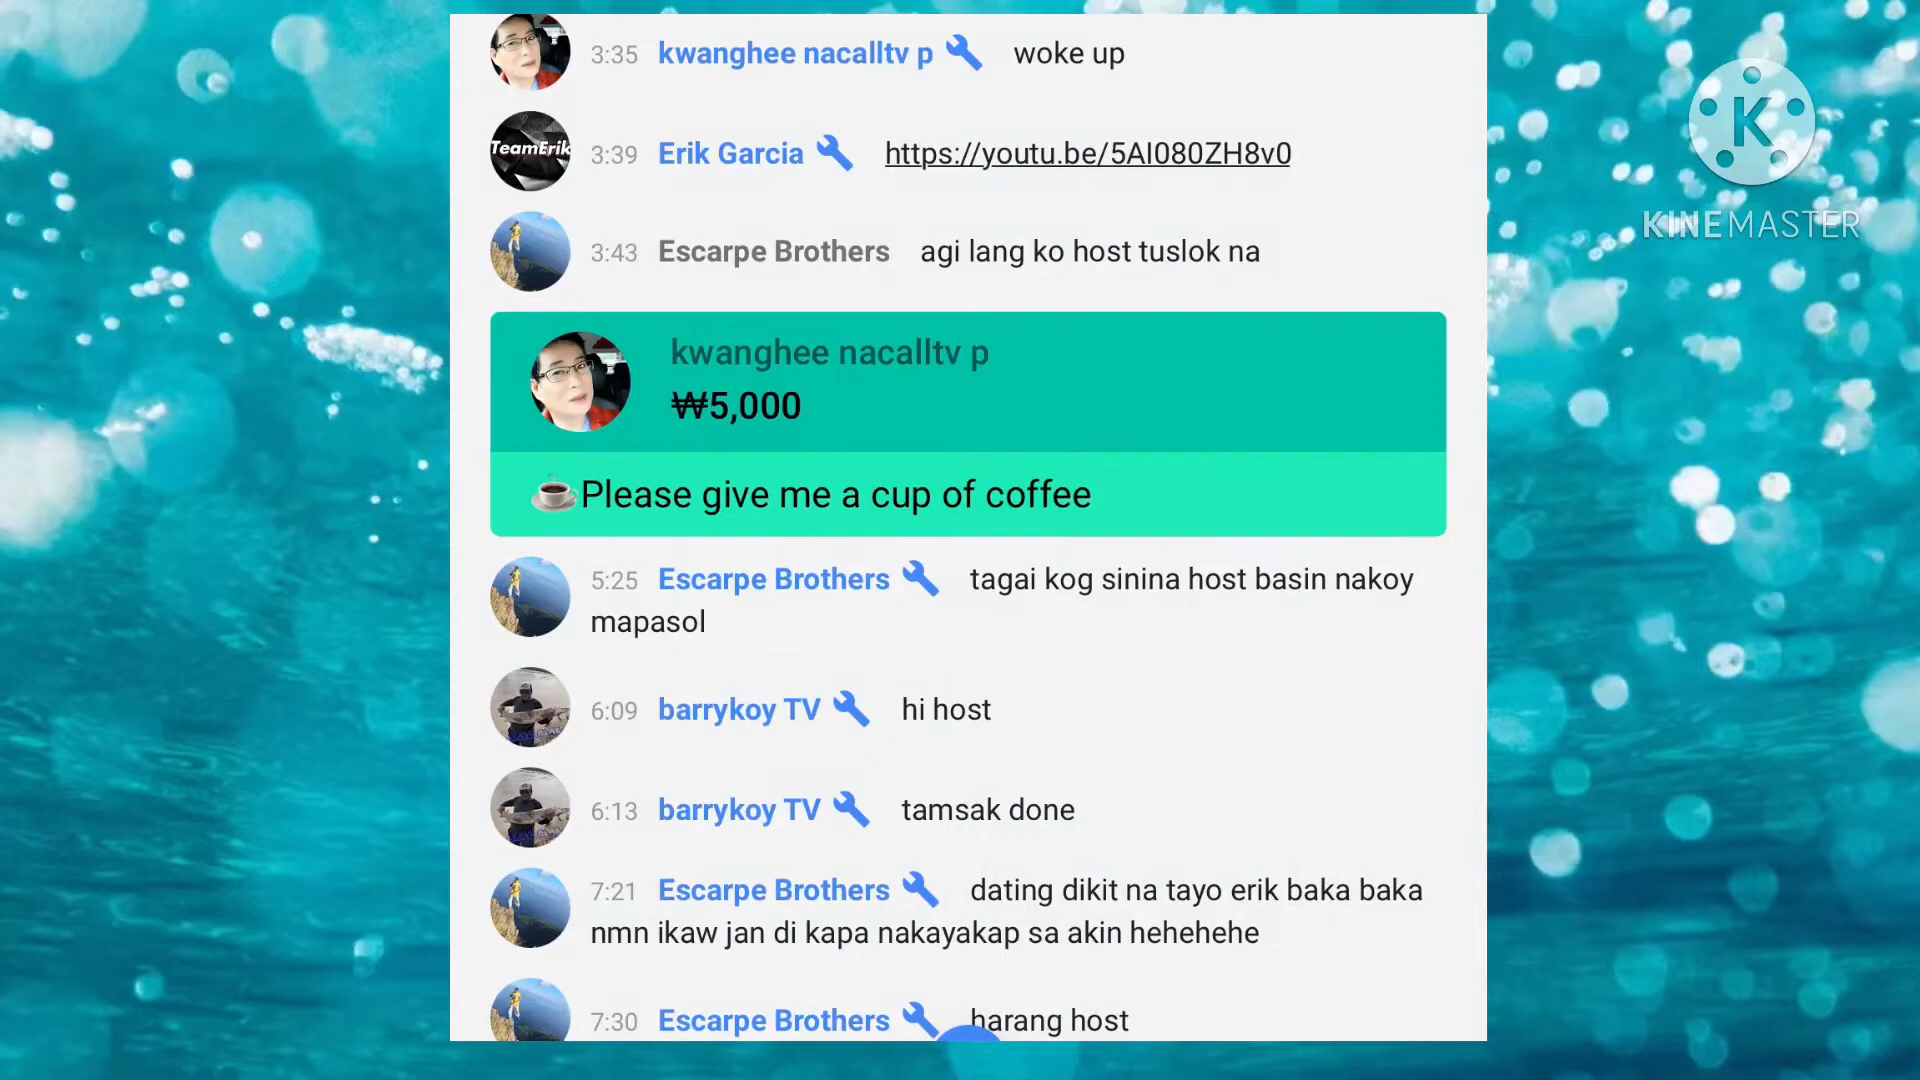 3:35 kwanghee nacalltv p woke up
TeamErik
3:39 Erik Garcia https://youtu.be/5AI080ZH8v0
3:43 Escarpe Brothers agi lang ko host tuslok na
kwanghee nacalltv p
₩5,000
☕Please give me a cup of coffee
5:25 Escarpe Brothers tagai kog sinina host basin nakoy
mapasol
6:09 barrykoy TV hi host
6:13 barrykoy TV tamsak done
7:21 Escarpe Brothers dating dikit na tayo erik baka baka
nmn ikaw jan di kapa nakayakap sa akin hehehehe
7:30 Escarpe Brothers harang host
K
KINEMASTER